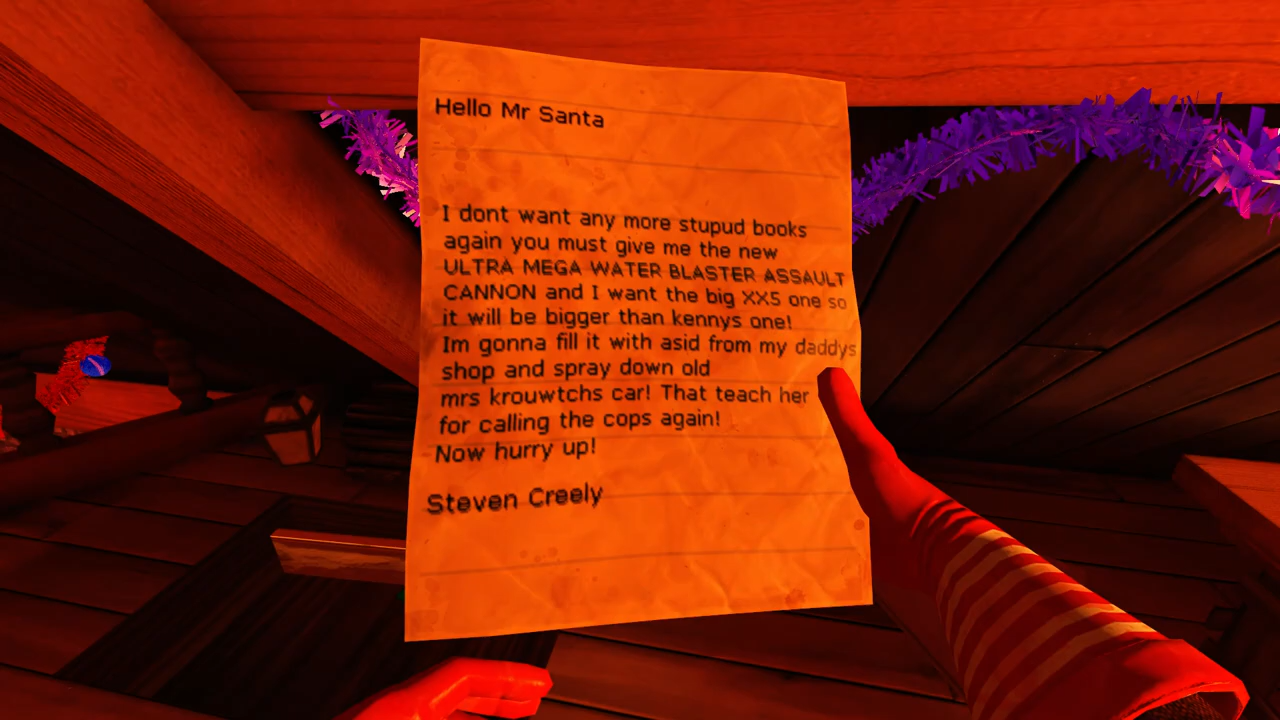 Hello Mr Santa
I dont want any more stupud books
again you must give me the new
ULTRA MEGA WATER BLASTER ASSAULT
CANNON and I want the big XX5 one so
it will be bigger than kennys one!
Im gonna fill it with asid from my daddys
shop and spray down old
mrs krouwtchs car! That teach her
for calling the cops again!
Now hurry up!
Steven Creely